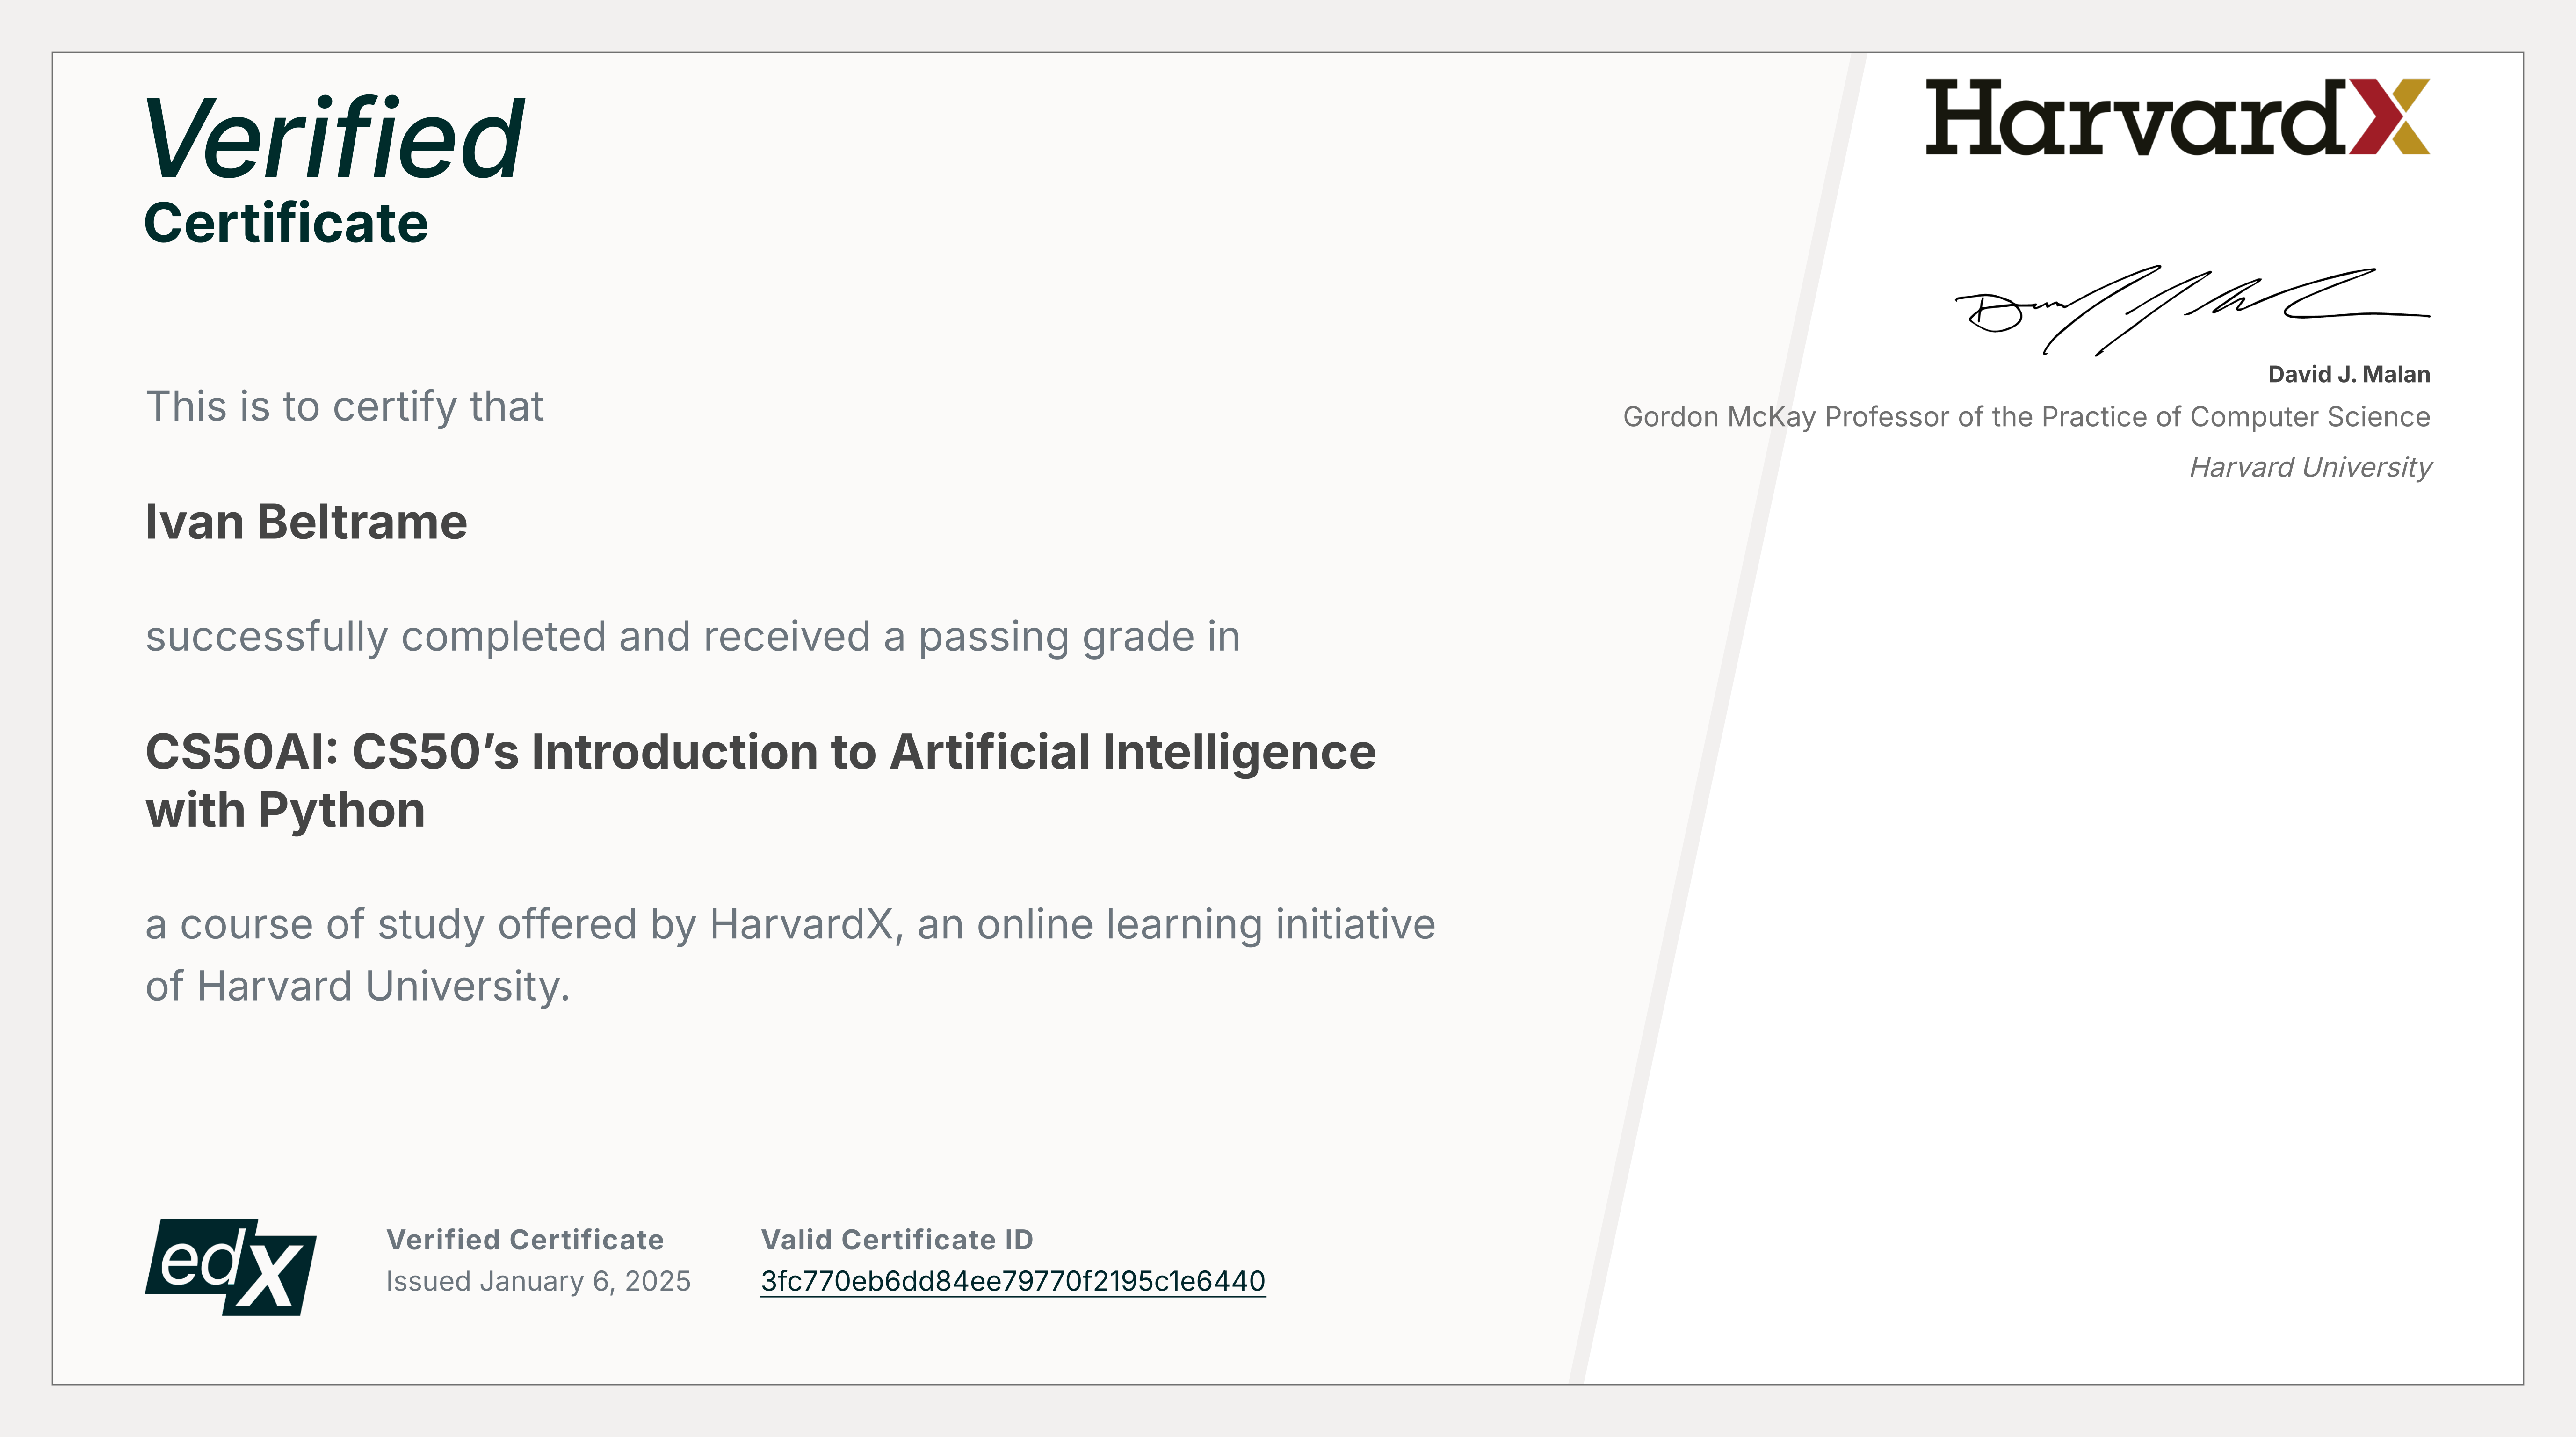 Verified
Certificate
This is to certify that
Ivan Beltrame
successfully completed and received a passing grade in
CS50AI: CS50’s Introduction to Artificial Intelligence
with Python
a course of study offered by HarvardX, an online learning initiative
of Harvard University.
edX
Verified Certificate
Issued January 6, 2025
Valid Certificate ID
3fc770eb6dd84ee79770f2195c1e6440
HarvardX
David J. Malan
Gordon McKay Professor of the Practice of Computer Science
Harvard University